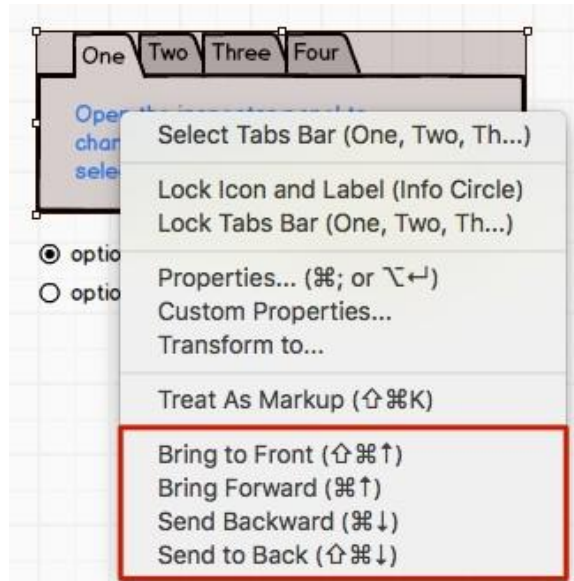 One Two Three Four
Select Tabs Bar (One, Two, Th...)
Lock Icon and Label (Info Circle)
Lock Tabs Bar (One, Two, Th...)
optio
Properties... (⌘; or ⌥↩)
optio
Custom Properties...
Transform to...
Treat As Markup (⇧⌘K)
Bring to Front (⇧⌘↑)
Bring Forward (⌘↑)
Send Backward (⌘↓)
Send to Back (⇧⌘↓)